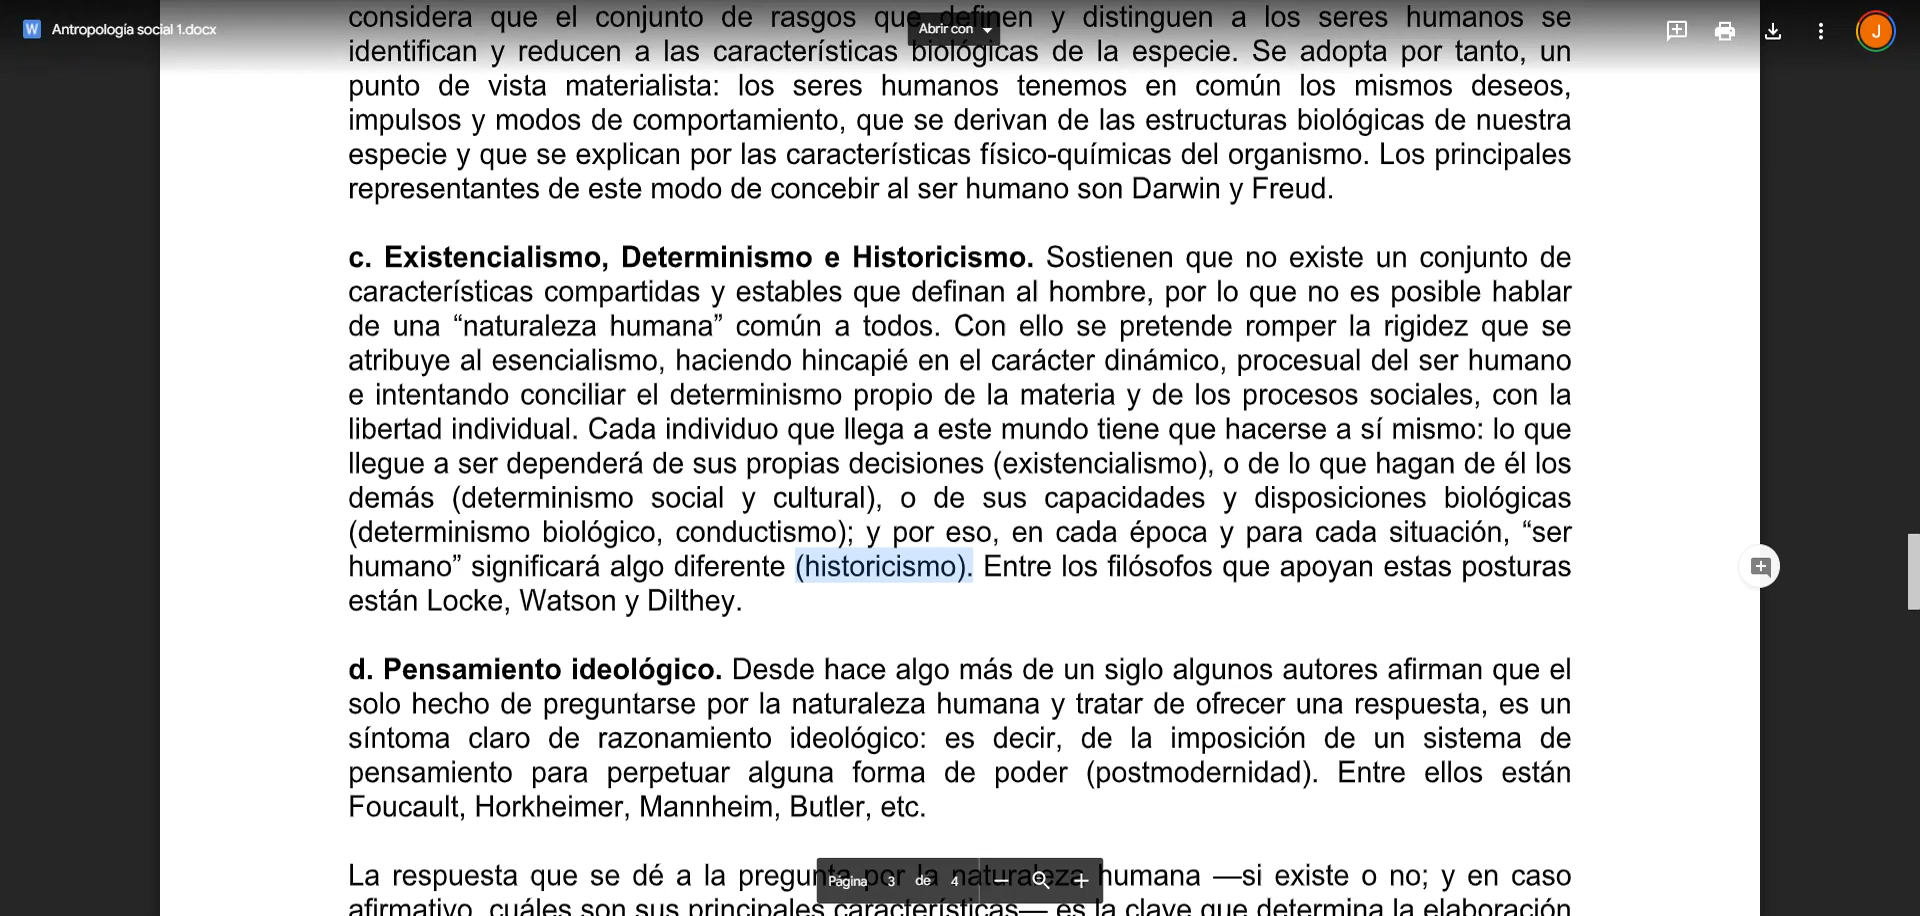 considera que el conjunto de rasgos que definen y distinguen a los seres humanos se
Antropología social 1.docx
Abrir con
J
identifican y reducen a las características biológicas de la especie. Se adopta por tanto, un
punto de vista materialista: los seres humanos tenemos en común los mismos deseos,
impulsos y modos de comportamiento, que se derivan de las estructuras biológicas de nuestra
especie y que se explican por las características físico-químicas del organismo. Los principales
representantes de este modo de concebir al ser humano son Darwin y Freud.
c. Existencialismo, Determinismo e Historicismo. Sostienen que no existe un conjunto de
características compartidas y estables que definan al hombre, por lo que no es posible hablar
de una “naturaleza humana” común a todos. Con ello se pretende romper la rigidez que se
atribuye al esencialismo, haciendo hincapié en el carácter dinámico, procesual del ser humano
e intentando conciliar el determinismo propio de la materia y de los procesos sociales, con la
libertad individual. Cada individuo que llega a este mundo tiene que hacerse a sí mismo: lo que
llegue a ser dependerá de sus propias decisiones (existencialismo), o de lo que hagan de él los
demás (determinismo social y cultural), o de sus capacidades y disposiciones biológicas
(determinismo biológico, conductismo); y por eso, en cada época y para cada situación, “ser
humano” significará algo diferente (historicismo). Entre los filósofos que apoyan estas posturas
están Locke, Watson y Dilthey.
d. Pensamiento ideológico. Desde hace algo más de un siglo algunos autores afirman que el
solo hecho de preguntarse por la naturaleza humana y tratar de ofrecer una respuesta, es un
síntoma claro de razonamiento ideológico: es decir, de la imposición de un sistema de
pensamiento para perpetuar alguna forma de poder (postmodernidad). Entre ellos están
Foucault, Horkheimer, Mannheim, Butler, etc.
La respuesta que se dé a la pregunta por la naturaleza humana —si existe o no; y en caso
Página 3 de 4
afirmativo, cuáles son sus principales características— es la clave que determina la elaboración